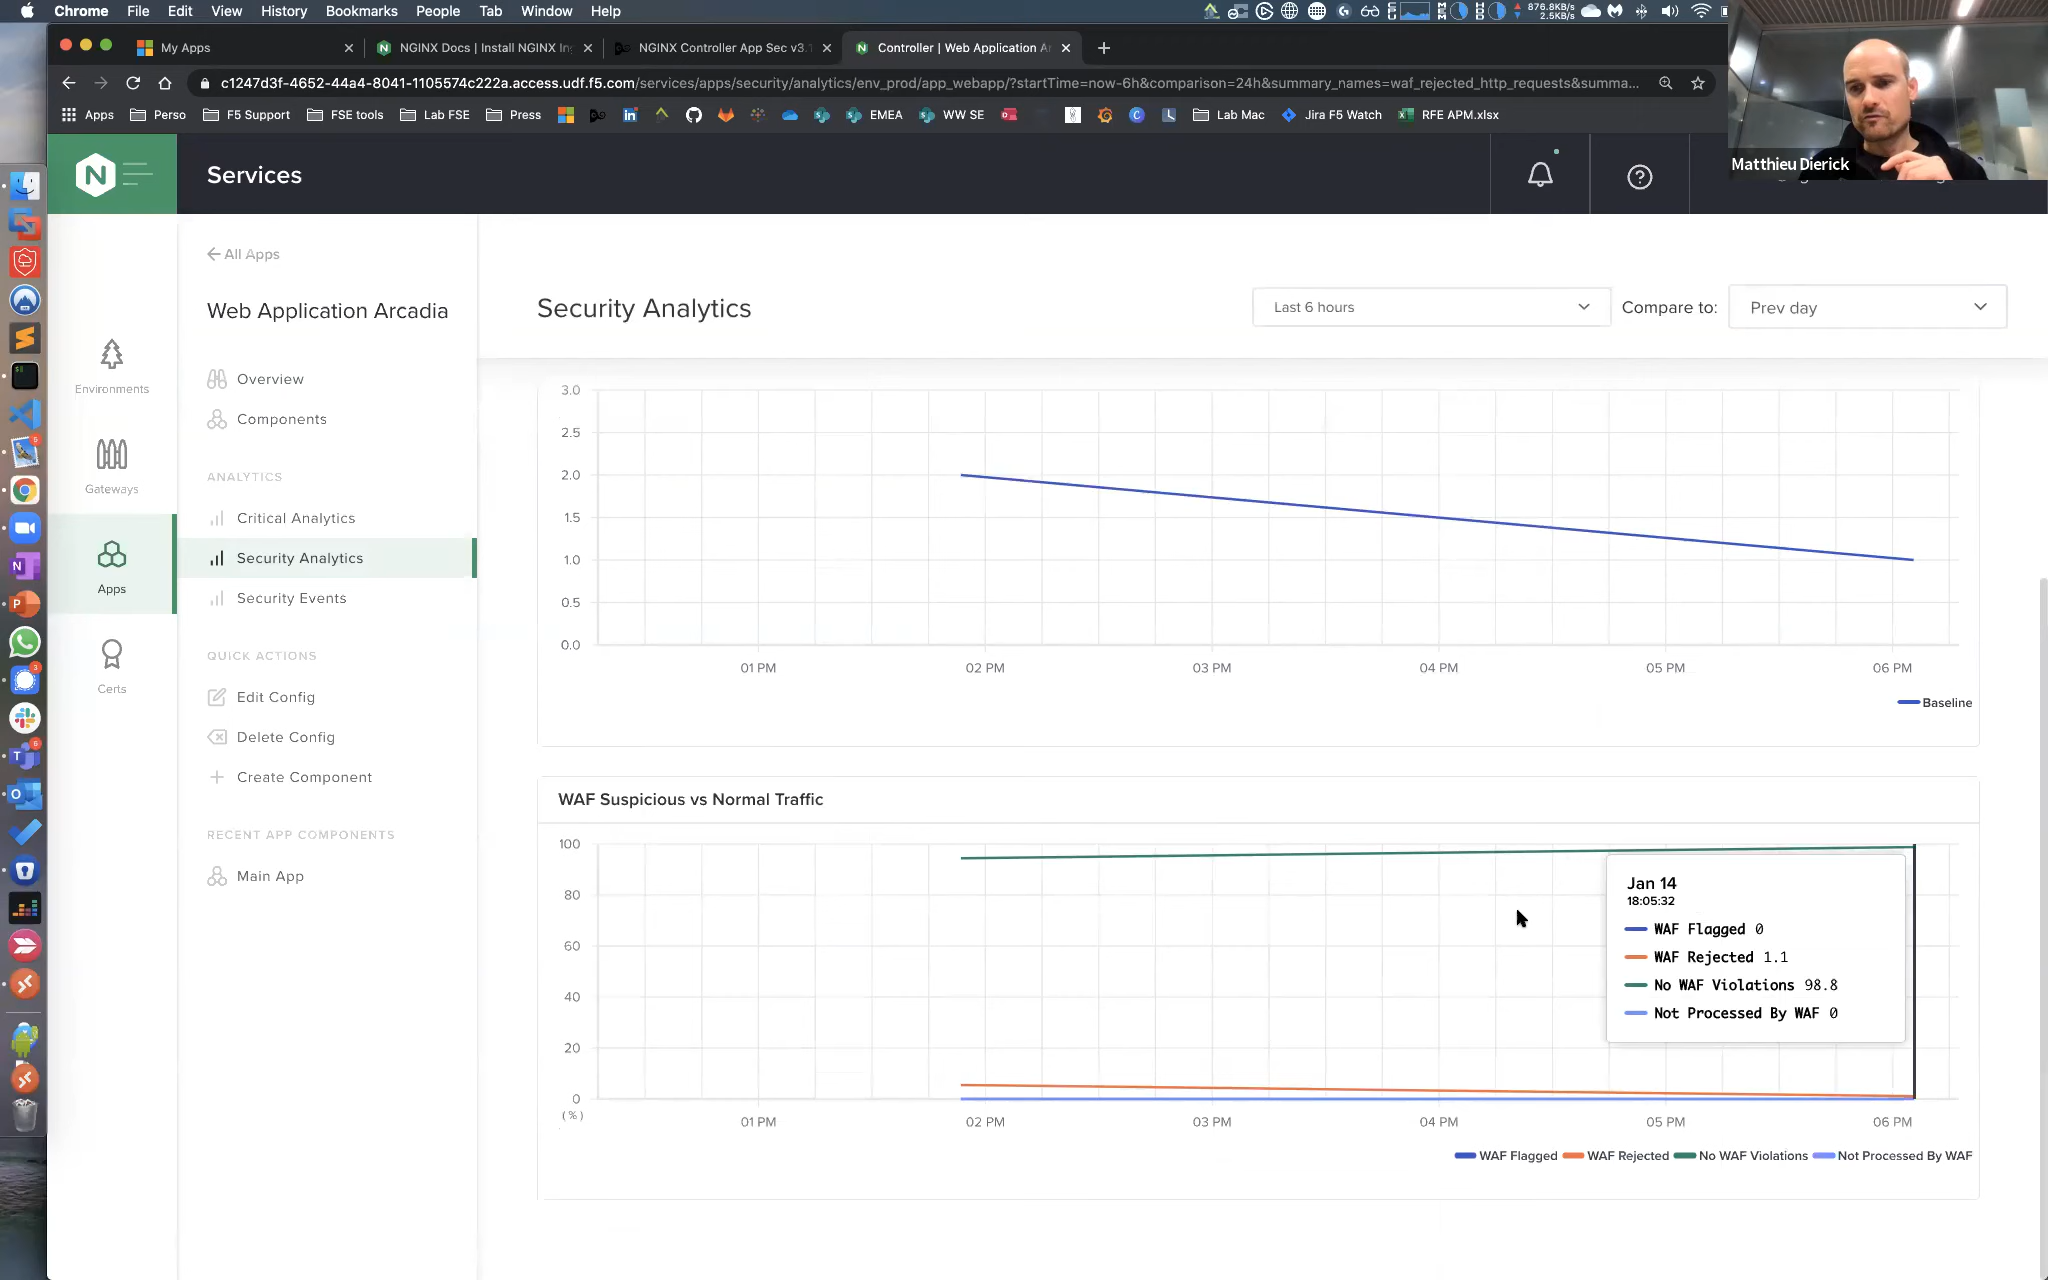 Chrome File Edit View History Bookmarks People Tab Window Help
876.8KB/s
2.5KB/s
My Apps
NGINX Docs | Install NGINX In
NGINX Controller App Sec v3.1
Controller | Web Application A
c1247d3f-4652-44a4-8041-1105574c222a.access.udf.f5.com/services/apps/security/analytics/env_prod/app_webapp/?startTime=now-6h&comparison=24h&summary_names=waf_rejected_http_requests&summa...
Apps Perso F5 Support FSE tools Lab FSE Press EMEA WW SE Lab Mac Jira F5 Watch RFE APM.xlsx
Matthieu Dierick
N
Services
Environments
Gateways
Apps
Certs
All Apps
Web Application Arcadia
Overview
Components
ANALYTICS
Critical Analytics
Security Analytics
Security Events
QUICK ACTIONS
Edit Config
Delete Config
Create Component
RECENT APP COMPONENTS
Main App
Security Analytics
Last 6 hours
Compare to:
Prev day
3.0
2.5
2.0
1.5
1.0
0.5
0.0
01 PM 02 PM 03 PM 04 PM 05 PM 06 PM
Baseline
WAF Suspicious vs Normal Traffic
100
80
60
40
20
0
(%)
01 PM 02 PM 03 PM 04 PM 05 PM 06 PM
Jan 14
18:05:32
WAF Flagged 0
WAF Rejected 1.1
No WAF Violations 98.8
Not Processed By WAF 0
WAF Flagged WAF Rejected No WAF Violations Not Processed By WAF